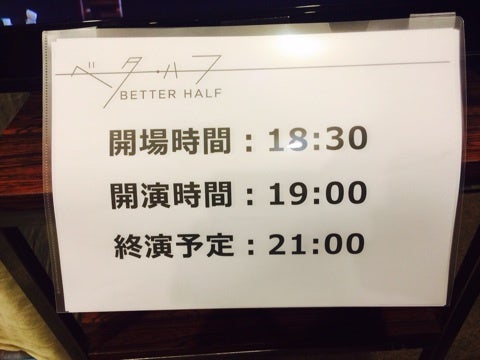 ベター・ハーフ
BETTER HALF
開場時間：18:30
開演時間：19:00
終演予定：21:00